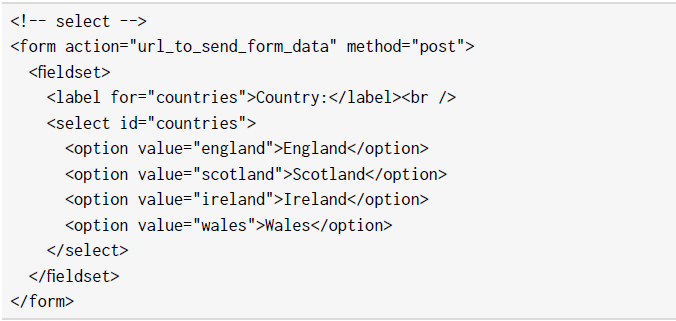 <!-- select -->
<form action="url_to_send_form_data" method="post">
  <fieldset>
    <label for="countries">Country:</label><br />
    <select id="countries">
      <option value="england">England</option>
      <option value="scotland">Scotland</option>
      <option value="ireland">Ireland</option>
      <option value="wales">Wales</option>
    </select>
  </fieldset>
</form>